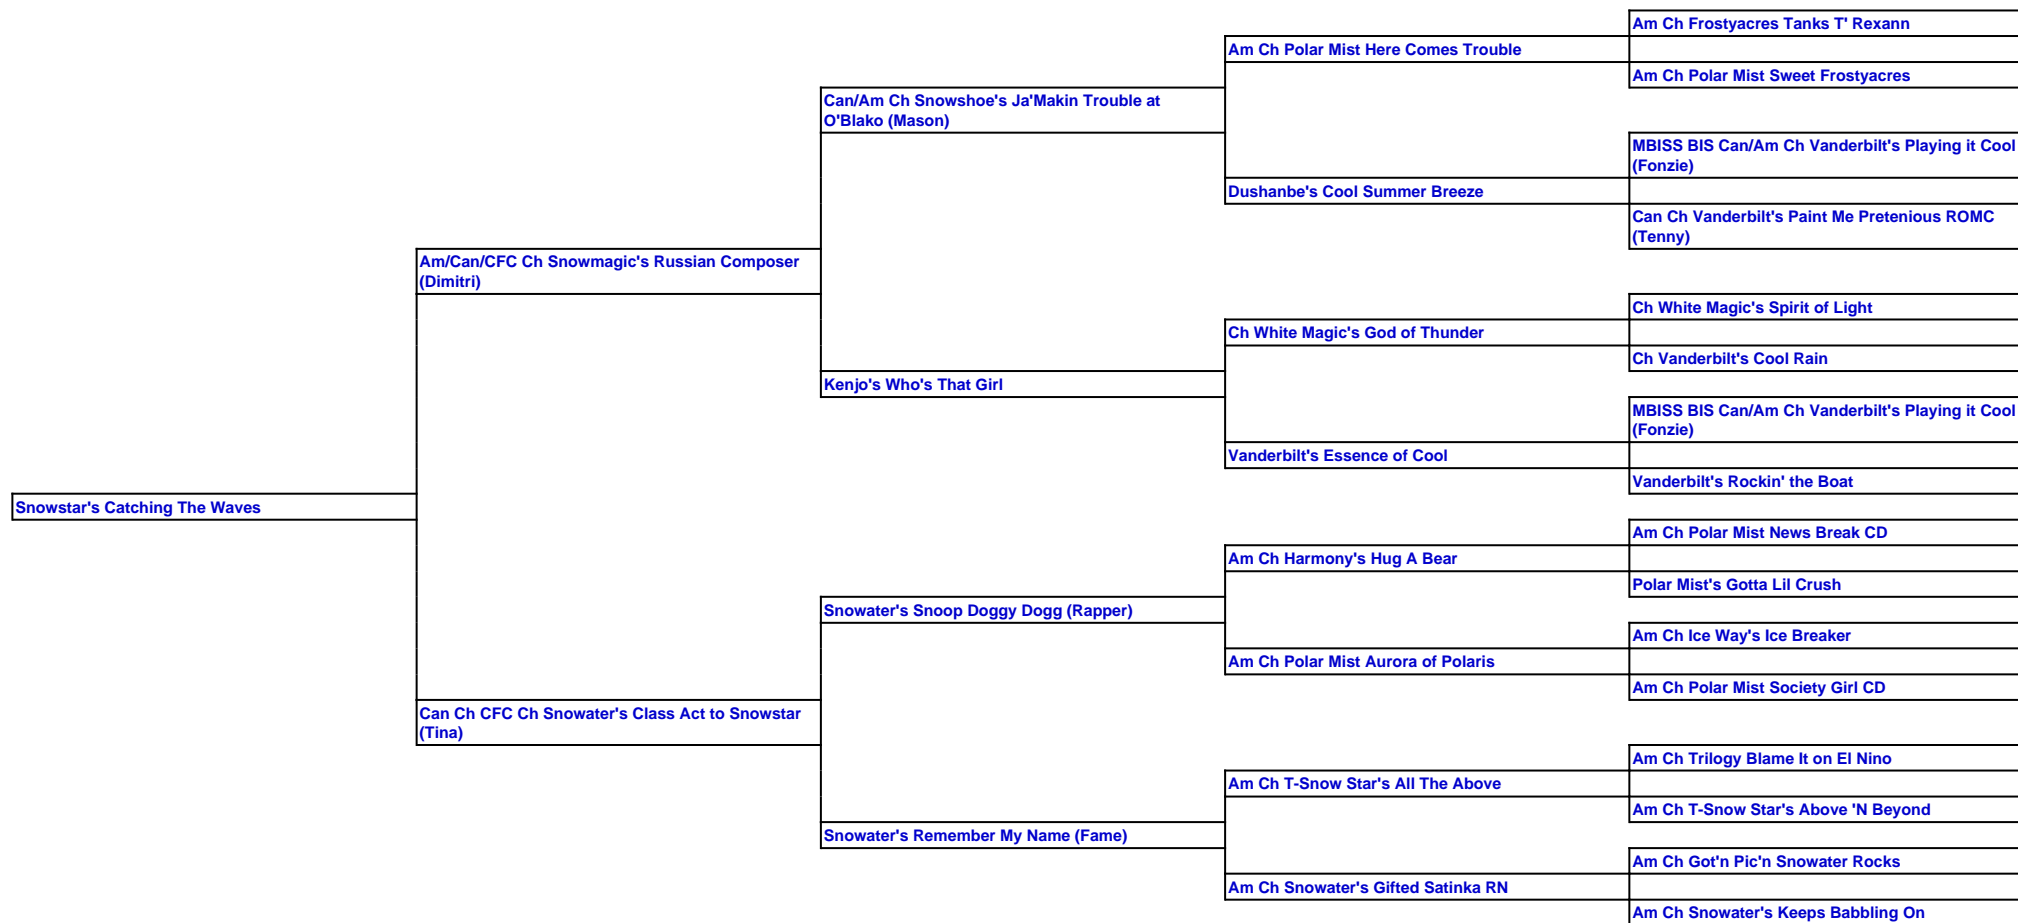 Am Ch Frostyacres Tanks T' Rexann
Am Ch Polar Mist Here Comes Trouble
Am Ch Polar Mist Sweet Frostyacres
Can/Am Ch Snowshoe's Ja'Makin Trouble at
O'Blako (Mason)
MBISS BIS Can/Am Ch Vanderbilt's Playing it Cool
(Fonzie)
Dushanbe's Cool Summer Breeze
Can Ch Vanderbilt's Paint Me Pretenious ROMC
(Tenny)
Am/Can/CFC Ch Snowmagic's Russian Composer
(Dimitri)
Ch White Magic's Spirit of Light
Ch White Magic's God of Thunder
Ch Vanderbilt's Cool Rain
Kenjo's Who's That Girl
MBISS BIS Can/Am Ch Vanderbilt's Playing it Cool
(Fonzie)
Vanderbilt's Essence of Cool
Vanderbilt's Rockin' the Boat
Snowstar's Catching The Waves
Am Ch Polar Mist News Break CD
Am Ch Harmony's Hug A Bear
Polar Mist's Gotta Lil Crush
Snowater's Snoop Doggy Dogg (Rapper)
Am Ch Ice Way's Ice Breaker
Am Ch Polar Mist Aurora of Polaris
Am Ch Polar Mist Society Girl CD
Can Ch CFC Ch Snowater's Class Act to Snowstar
(Tina)
Am Ch Trilogy Blame It on El Nino
Am Ch T-Snow Star's All The Above
Am Ch T-Snow Star's Above 'N Beyond
Snowater's Remember My Name (Fame)
Am Ch Got'n Pic'n Snowater Rocks
Am Ch Snowater's Gifted Satinka RN
Am Ch Snowater's Keeps Babbling On